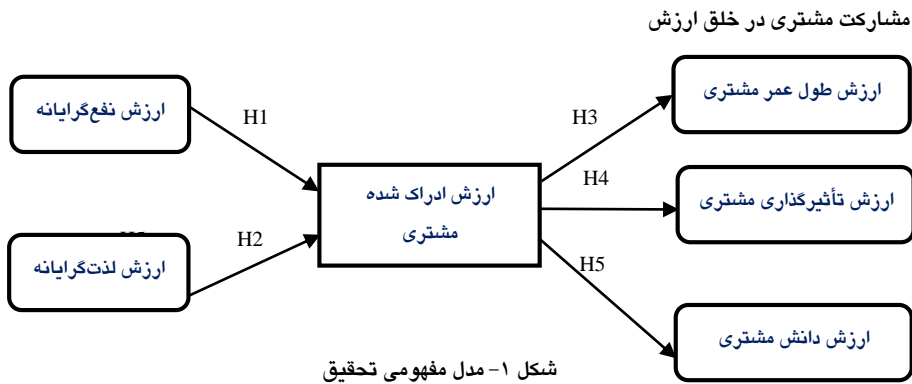 مشارکت مشتری در خلق ارزش
ارزش طول عمر مشتری
ارزش نفع‌گرایانه
H1
H3
ارزش ادراک شده
مشتری
H4
ارزش تأثیرگذاری مشتری
H2
ارزش لذت‌گرایانه
H5
ارزش دانش مشتری
شکل ۱- مدل مفهومی تحقیق